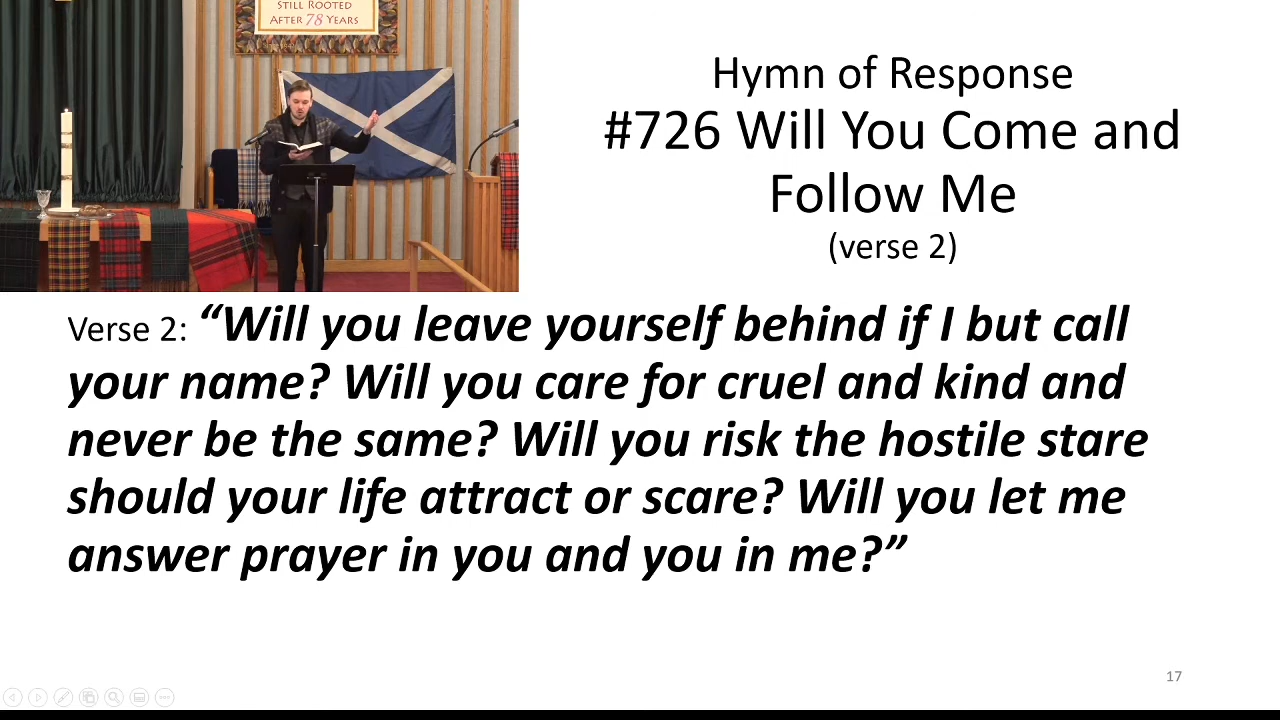 STILL ROOTED
AFTER 78 YEARS
Hymn of Response
#726 Will You Come and
Follow Me
(verse 2)
Verse 2: “Will you leave yourself behind if I but call
your name? Will you care for cruel and kind and
never be the same? Will you risk the hostile stare
should your life attract or scare? Will you let me
answer prayer in you and you in me?”
17